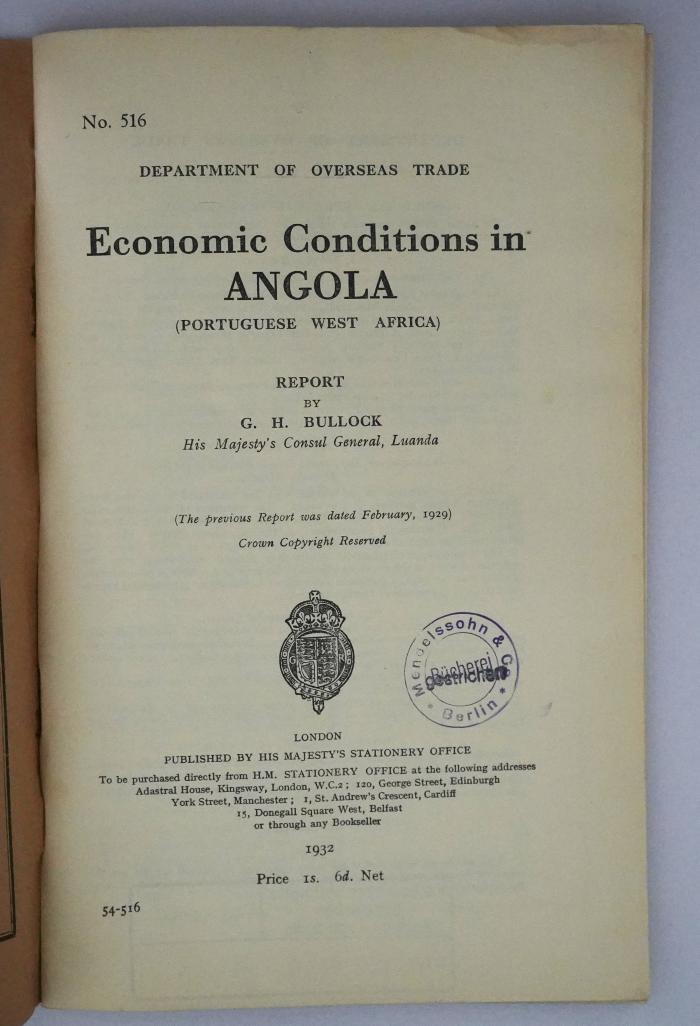 No. 516
DEPARTMENT OF OVERSEAS TRADE
Economic Conditions in
ANGOLA
(PORTUGUESE WEST AFRICA)
REPORT
BY
G. H. BULLOCK
His Majesty's Consul General, Luanda
(The previous Report was dated February, 1929)
Crown Copyright Reserved
Mendelssohn & Co
Bücherei
gestrichen
* Berlin *
LONDON
PUBLISHED BY HIS MAJESTY'S STATIONERY OFFICE
To be purchased directly from H.M. STATIONERY OFFICE at the following addresses
Adastral House, Kingsway, London, W.C.2; 120, George Street, Edinburgh
York Street, Manchester; 1, St. Andrew's Crescent, Cardiff
15, Donegall Square West, Belfast
or through any Bookseller
1932
Price 1s. 6d. Net
54-516